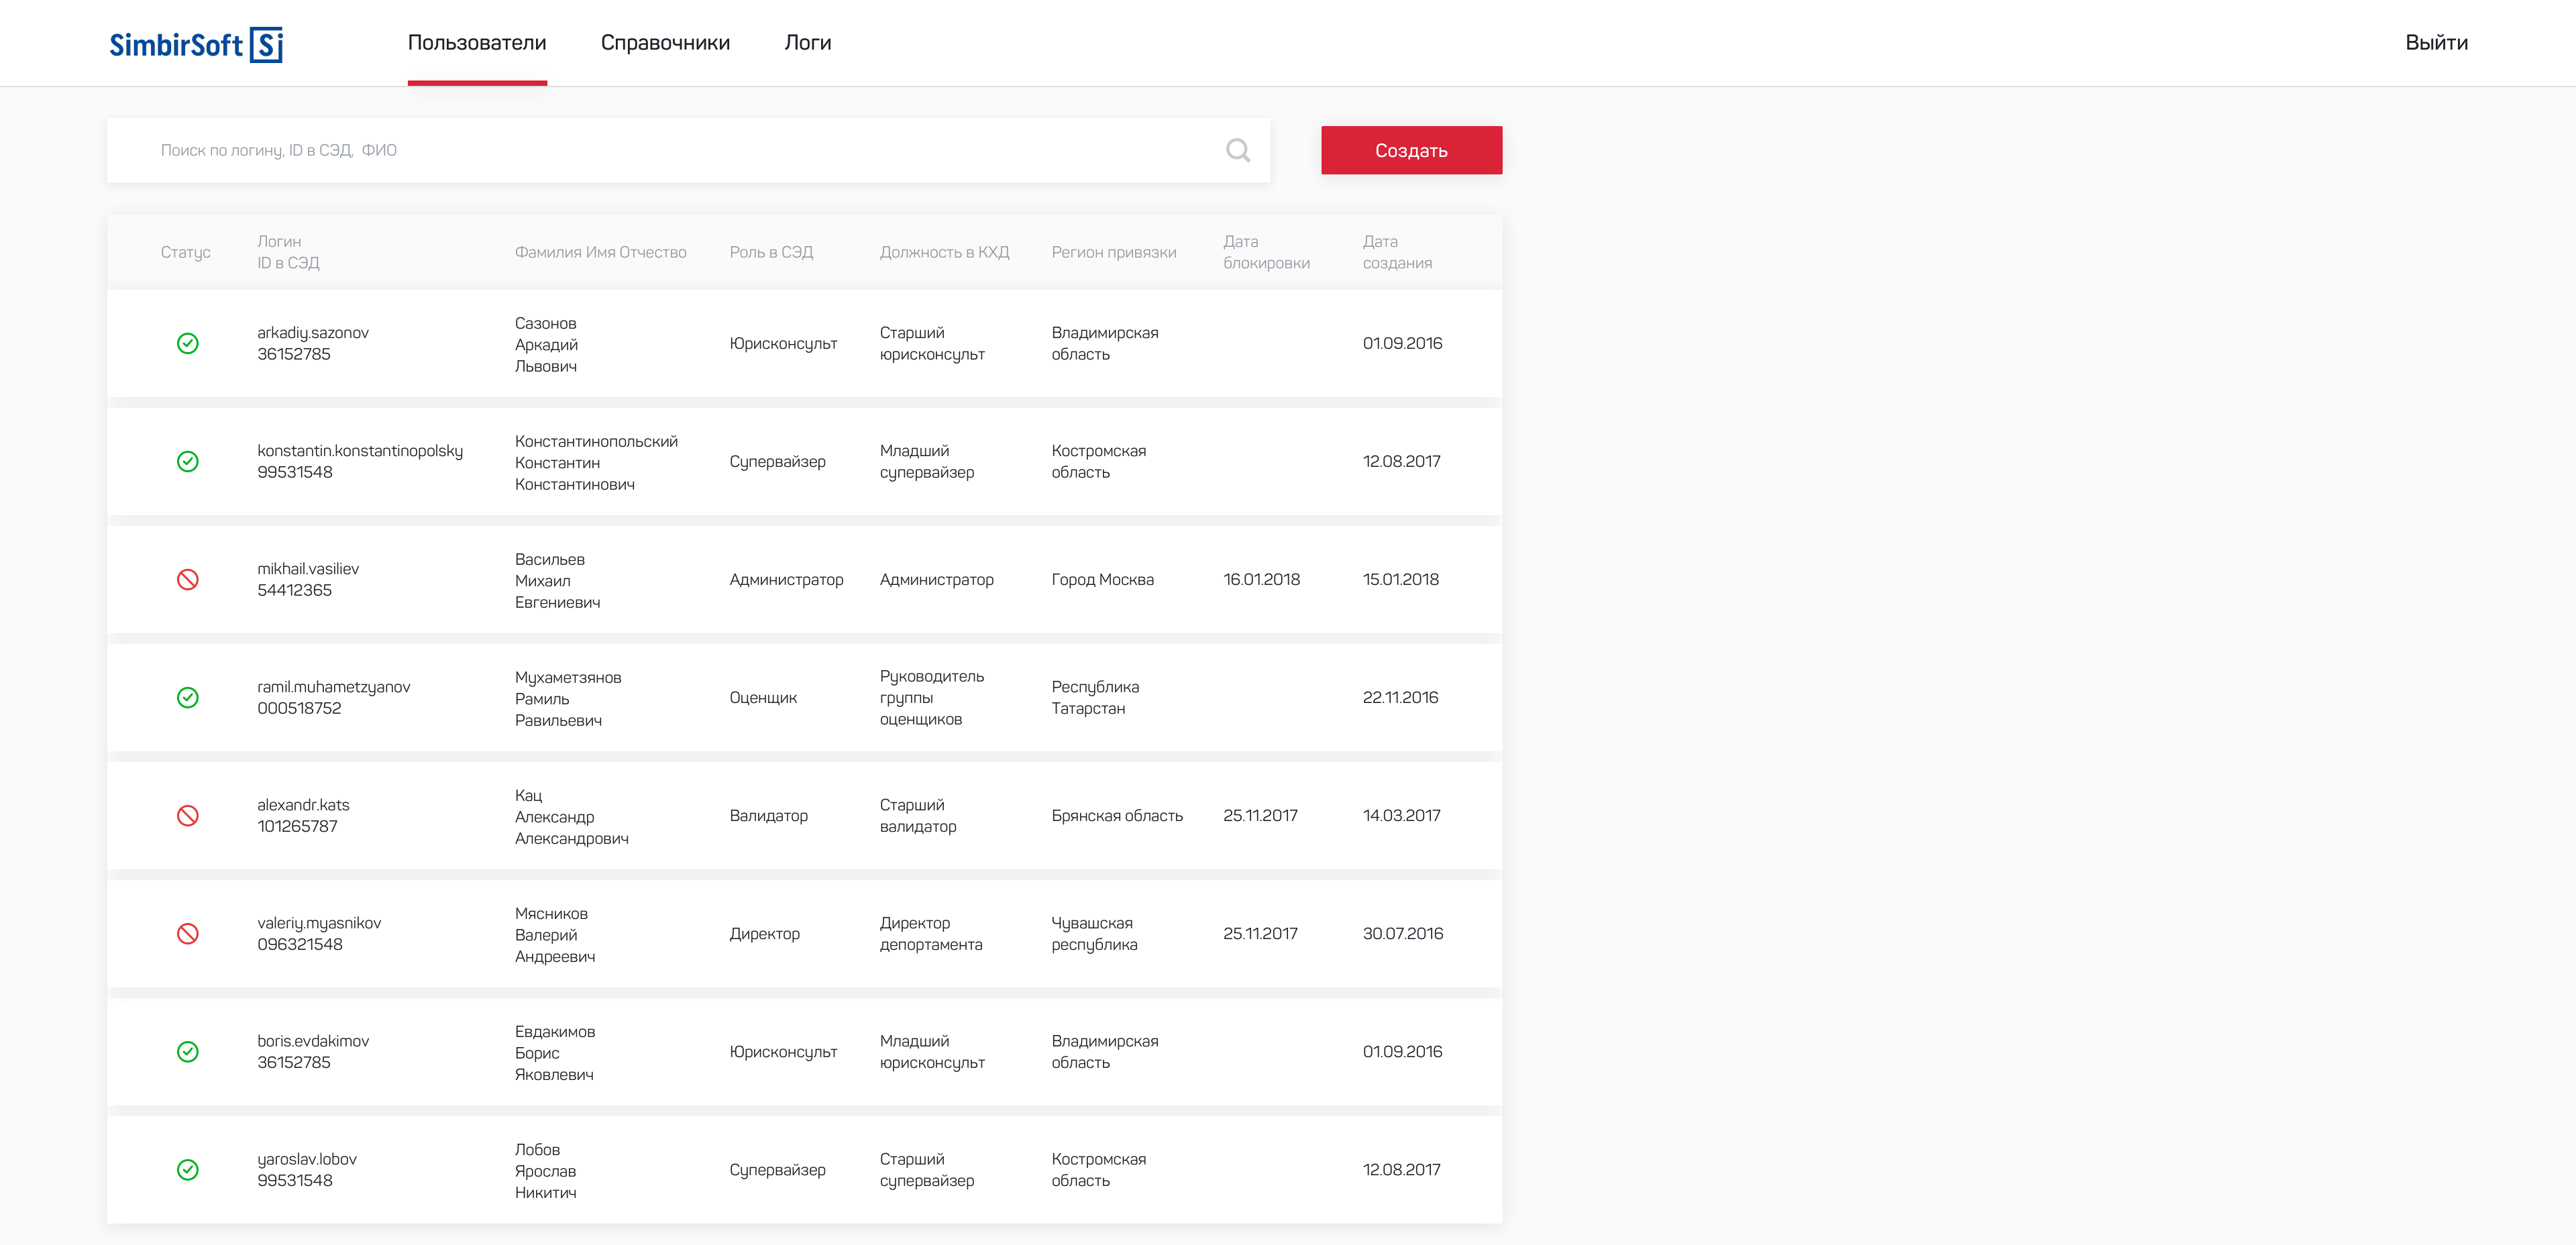 SimbirSoft Si
Пользователи Справочники Логи Выйти
Поиск по логину, ID в СЭД, ФИО
Создать
Статус
Логин
ID в СЭД
Фамилия Имя Отчество
Роль в СЭД
Должность в КХД
Регион привязки
Дата
блокировки
Дата
создания
arkadiy.sazonov
36152785
Сазонов
Аркадий
Львович
Юрисконсульт
Старший
юрисконсульт
Владимирская
область
01.09.2016
konstantin.konstantinopolsky
99531548
Константинопольский
Константин
Константинович
Супервайзер
Младший
супервайзер
Костромская
область
12.08.2017
mikhail.vasiliev
54412365
Васильев
Михаил
Евгениевич
Администратор
Администратор
Город Москва
16.01.2018
15.01.2018
ramil.muhametzyanov
000518752
Мухаметзянов
Рамиль
Равильевич
Оценщик
Руководитель
группы
оценщиков
Республика
Татарстан
22.11.2016
alexandr.kats
101265787
Кац
Александр
Александрович
Валидатор
Старший
валидатор
Брянская область
25.11.2017
14.03.2017
valeriy.myasnikov
096321548
Мясников
Валерий
Андреевич
Директор
Директор
депортамента
Чувашская
республика
25.11.2017
30.07.2016
boris.evdakimov
36152785
Евдакимов
Борис
Яковлевич
Юрисконсульт
Младший
юрисконсульт
Владимирская
область
01.09.2016
yaroslav.lobov
99531548
Лобов
Ярослав
Никитич
Супервайзер
Старший
супервайзер
Костромская
область
12.08.2017